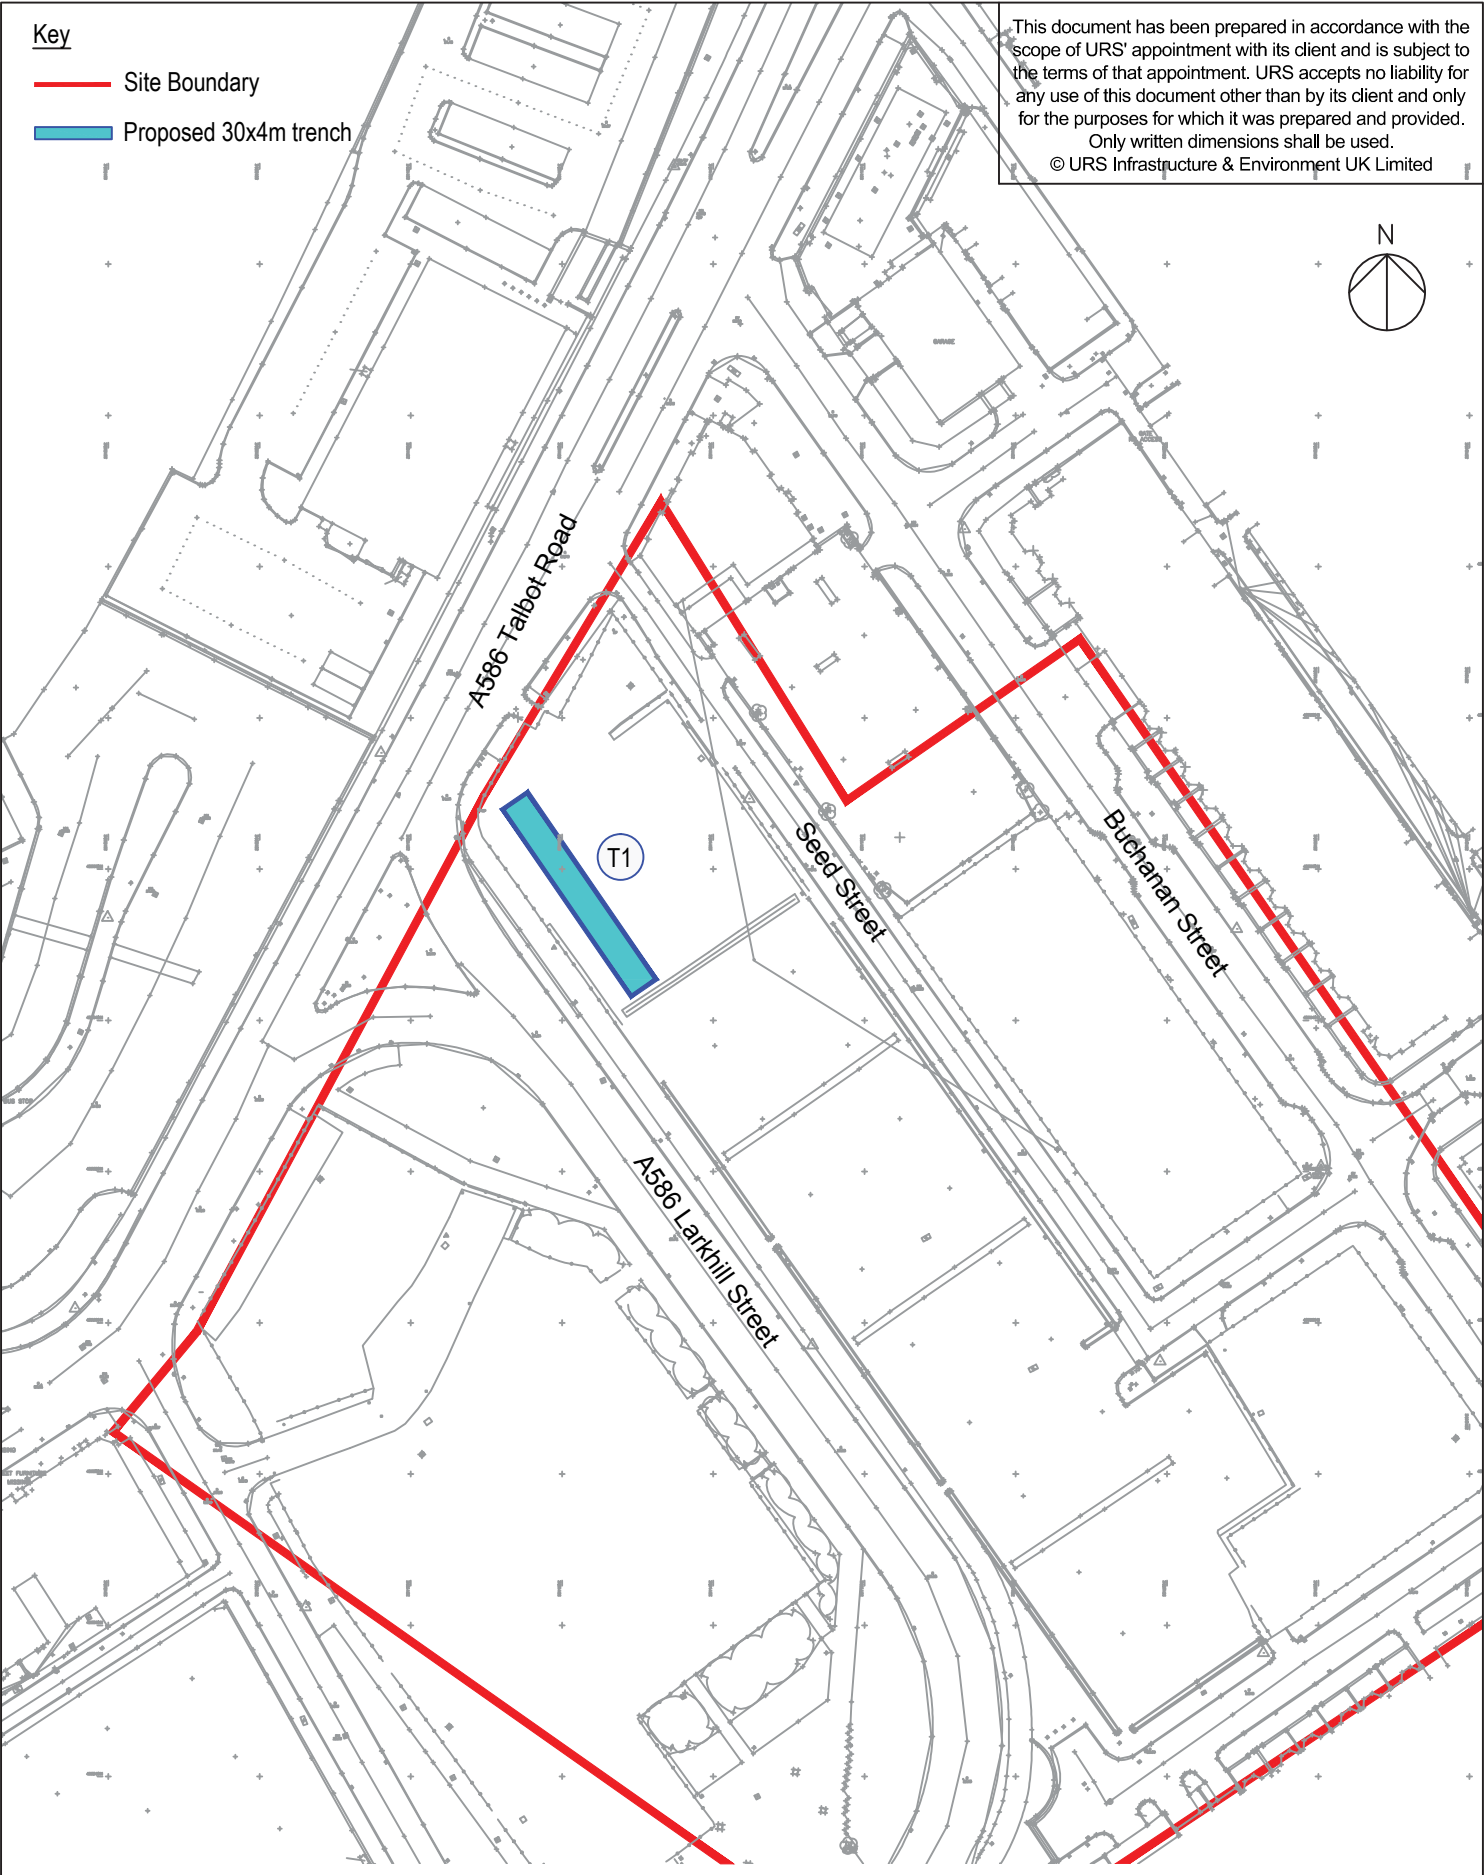 Key
Site Boundary
Proposed 30x4m trench
This document has been prepared in accordance with the
scope of URS' appointment with its client and is subject to
the terms of that appointment. URS accepts no liability for
any use of this document other than by its client and only
for the purposes for which it was prepared and provided.
Only written dimensions shall be used.
© URS Infrastructure & Environment UK Limited
N
GARAGE
A586 Talbot Road
T1
Seed Street
Buchanan Street
BUS STOP
A586 Larkhill Street